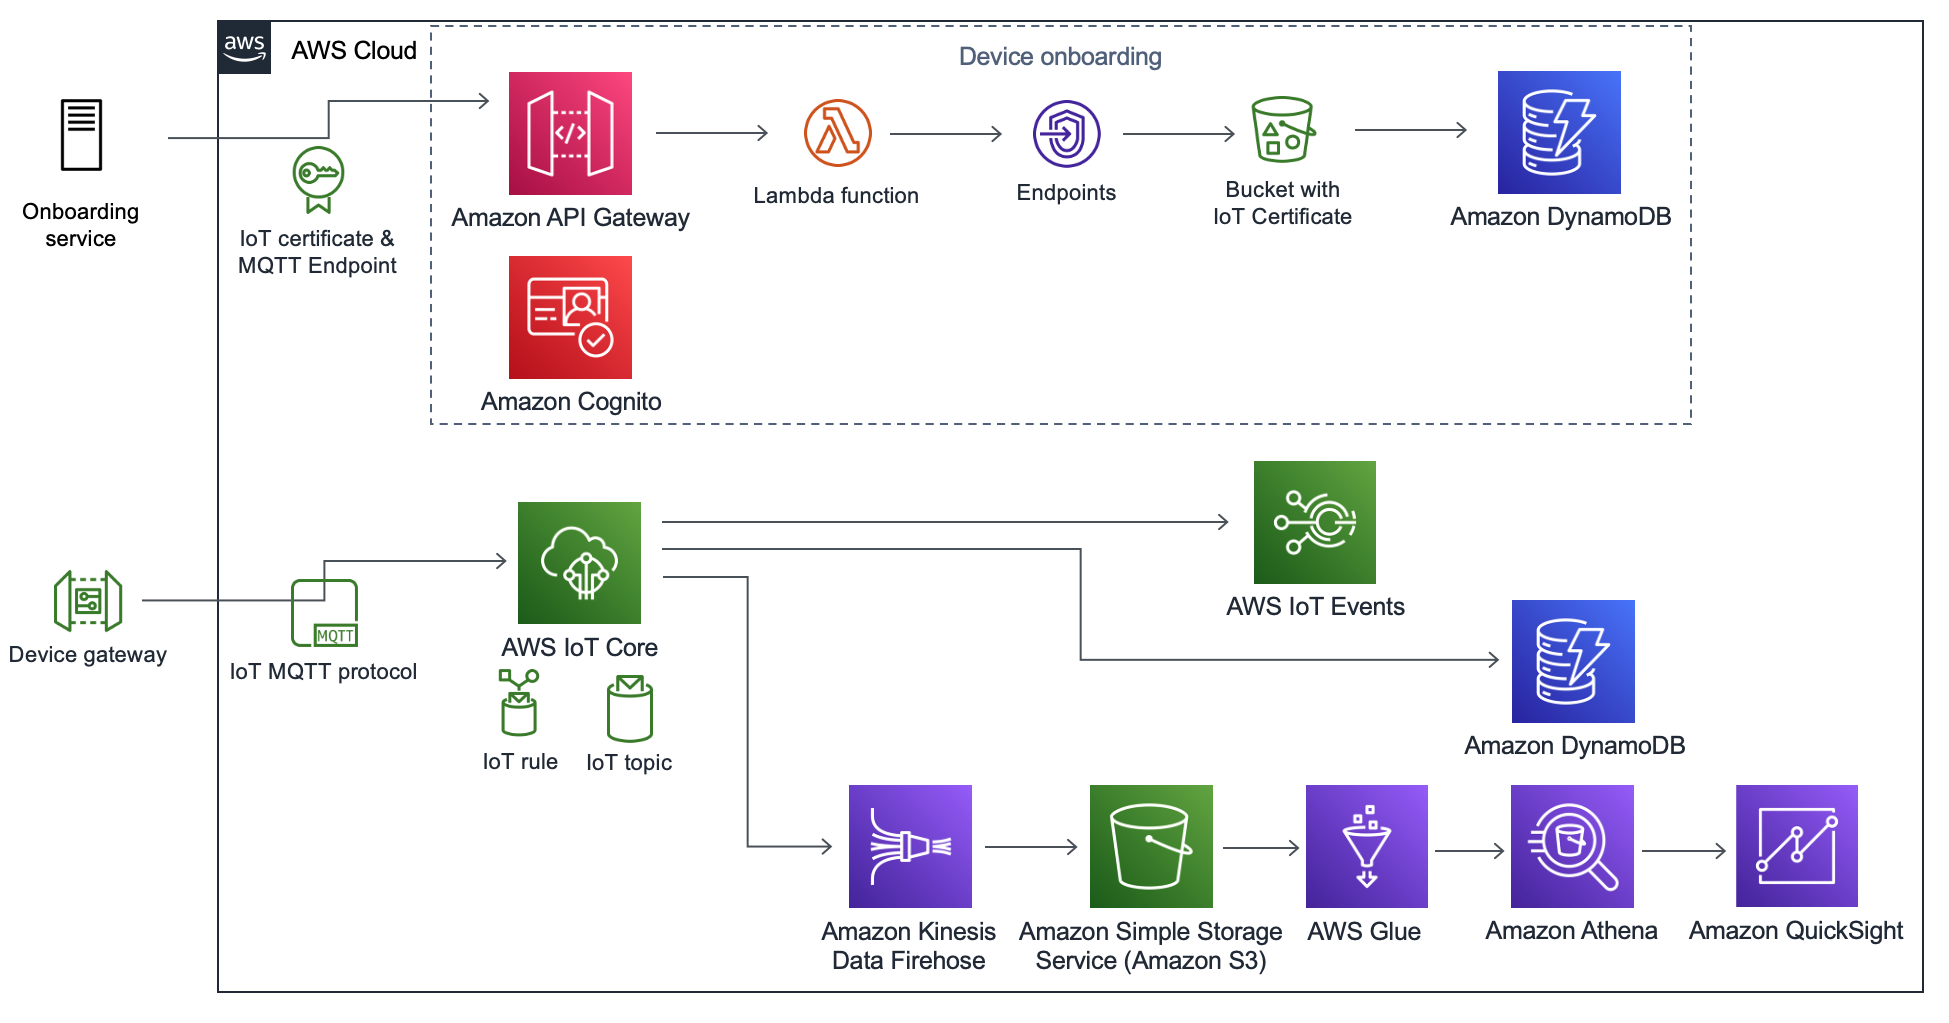 aws
AWS Cloud
Device onboarding
Onboarding
service
IoT certificate &
MQTT Endpoint
Amazon API Gateway
Lambda function
Endpoints
Bucket with
IoT Certificate
Amazon DynamoDB
Amazon Cognito
Device gateway
MQTT
IoT MQTT protocol
AWS IoT Core
IoT rule
IoT topic
AWS IoT Events
Amazon DynamoDB
Amazon Kinesis
Data Firehose
Amazon Simple Storage
Service (Amazon S3)
AWS Glue
Amazon Athena
Amazon QuickSight